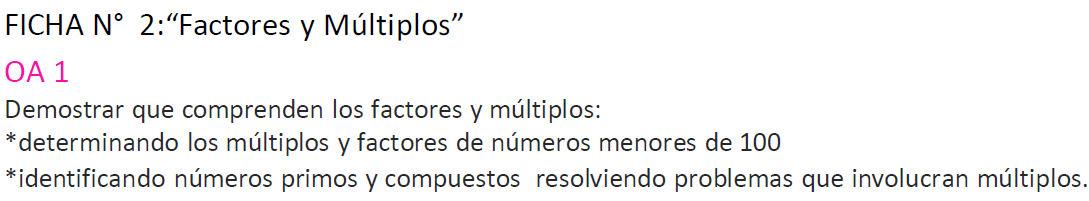 FICHA N° 2:“Factores y Múltiplos”
OA 1
Demostrar que comprenden los factores y múltiplos:
*determinando los múltiplos y factores de números menores de 100
*identificando números primos y compuestos resolviendo problemas que involucran múltiplos.